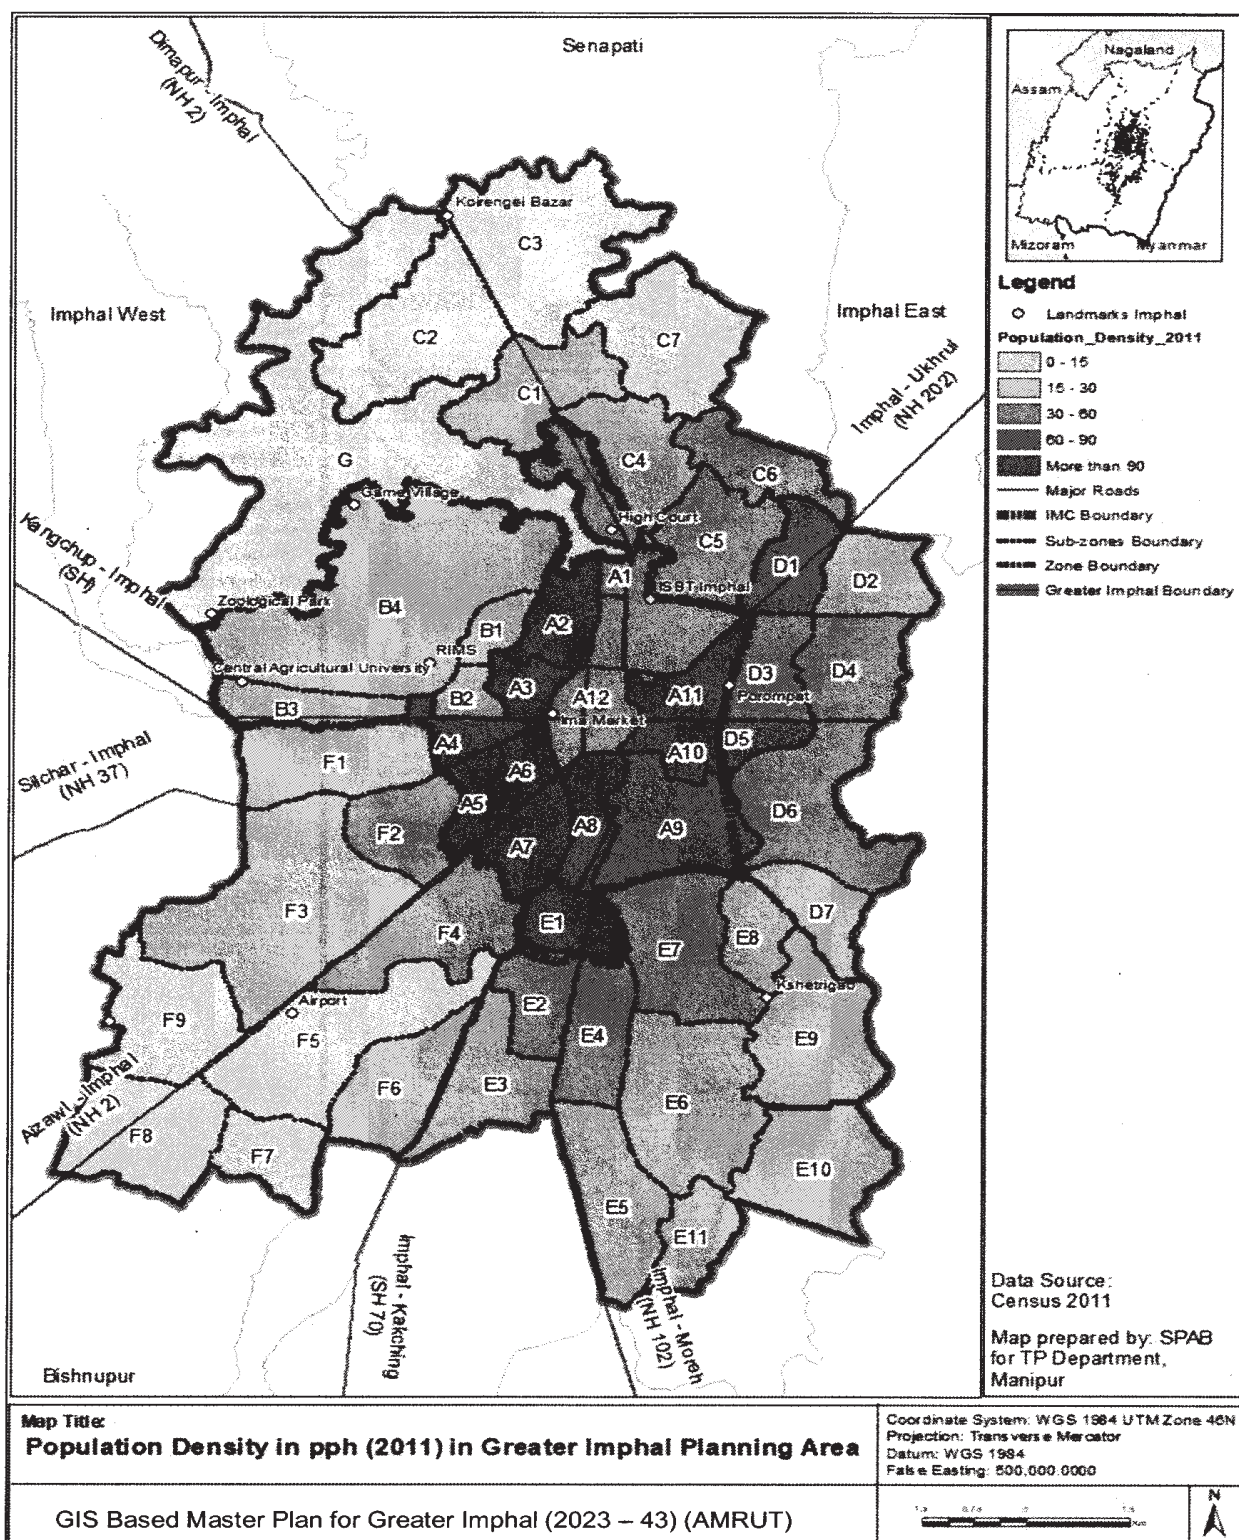 Senapati
Dimapur - Imphal
(NH 2)
Koirengei Bazar
C3
Imphal West
Imphal East
C2
C7
C1
Imphal - Ukhrul
(NH 202)
G
C4
C6
Game Village
High Court
C5
Kangchup - Imphal
(SH)
A1
D1
D2
ISBT Imphal
Zoological Park
B4
B1
A2
RIMS
Central Agricultural University
A3
A12
A11
D3
D4
Porompat
B3
B2
Ima Market
Silchar - Imphal
(NH 37)
F1
A4
A10
D5
A6
A5
F2
A7
A8
A9
D6
F3
F4
E1
E7
E8
D7
Kshetrigao
Airport
F9
F5
E2
E4
E9
Aizawl - Imphal
(NH 2)
F6
E3
E6
F8
F7
E10
E5
E11
Imphal - Kakching
(SH 70)
Imphal - Moreh
(NH 102)
Bishnupur
Nagaland
Assam
Mizoram
Myanmar
Legend
Landmarks Imphal
Population_Density_2011
0 - 15
15 - 30
30 - 60
60 - 90
More than 90
Major Roads
IMC Boundary
Sub-zones Boundary
Zone Boundary
Greater Imphal Boundary
Data Source:
Census 2011
Map prepared by: SPAB
for TP Department,
Manipur
Map Title:
Population Density in pph (2011) in Greater Imphal Planning Area
Coordinate System: WGS 1984 UTM Zone 46N
Projection: Transverse Mercator
Datum: WGS 1984
False Easting: 500,000.0000
GIS Based Master Plan for Greater Imphal (2023 – 43) (AMRUT)
N